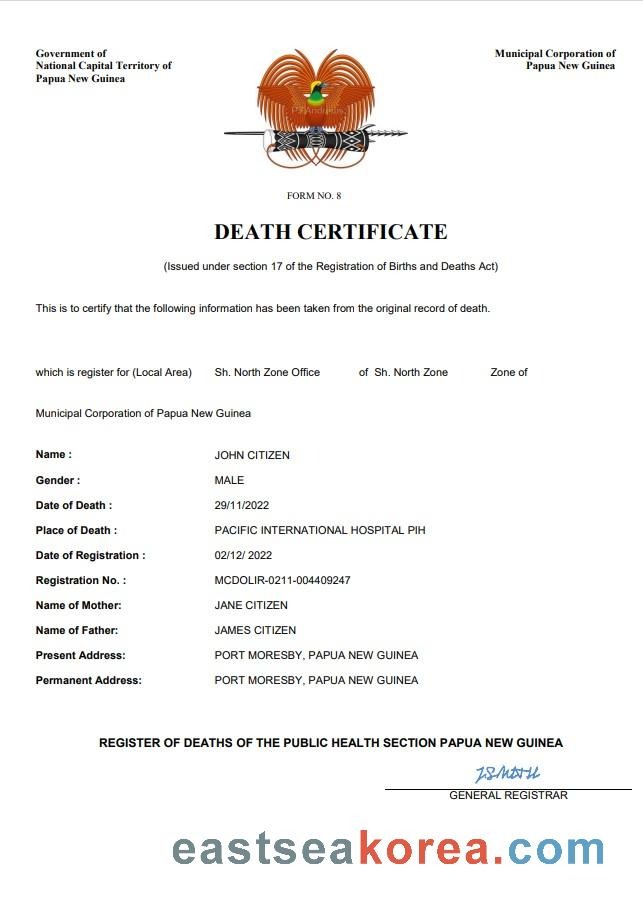 Government of
National Capital Territory of
Papua New Guinea
Municipal Corporation of
Papua New Guinea
FORM NO. 8
DEATH CERTIFICATE
(Issued under section 17 of the Registration of Births and Deaths Act)
This is to certify that the following information has been taken from the original record of death.
which is register for (Local Area) Sh. North Zone Office of Sh. North Zone Zone of
Municipal Corporation of Papua New Guinea
Name : JOHN CITIZEN
Gender : MALE
Date of Death : 29/11/2022
Place of Death : PACIFIC INTERNATIONAL HOSPITAL PIH
Date of Registration : 02/12/ 2022
Registration No. : MCDOLIR-0211-004409247
Name of Mother: JANE CITIZEN
Name of Father: JAMES CITIZEN
Present Address: PORT MORESBY, PAPUA NEW GUINEA
Permanent Address: PORT MORESBY, PAPUA NEW GUINEA
REGISTER OF DEATHS OF THE PUBLIC HEALTH SECTION PAPUA NEW GUINEA
GENERAL REGISTRAR
eastseakorea.com